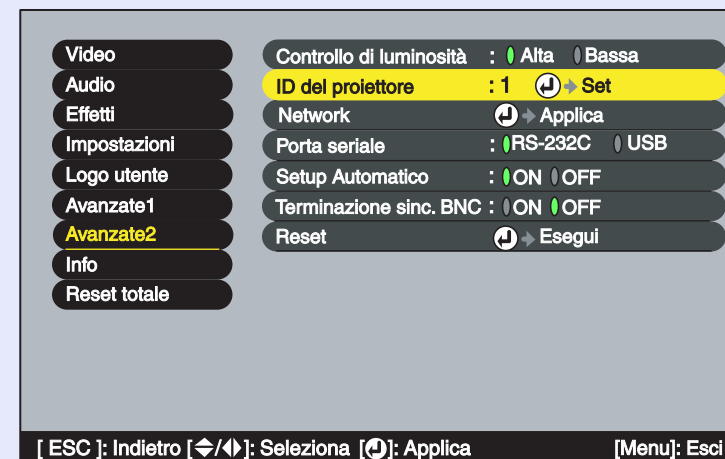 Video
Audio
Effetti
Impostazioni
Logo utente
Avanzate1
Avanzate2
Info
Reset totale
Controllo di luminosità : Alta Bassa
ID del proiettore : 1 Set
Network Applica
Porta seriale : RS-232C USB
Setup Automatico : ON OFF
Terminazione sinc. BNC : ON OFF
Reset Esegui
[ ESC ]: Indietro [ / ]: Seleziona [ ]: Applica [Menu]: Esci